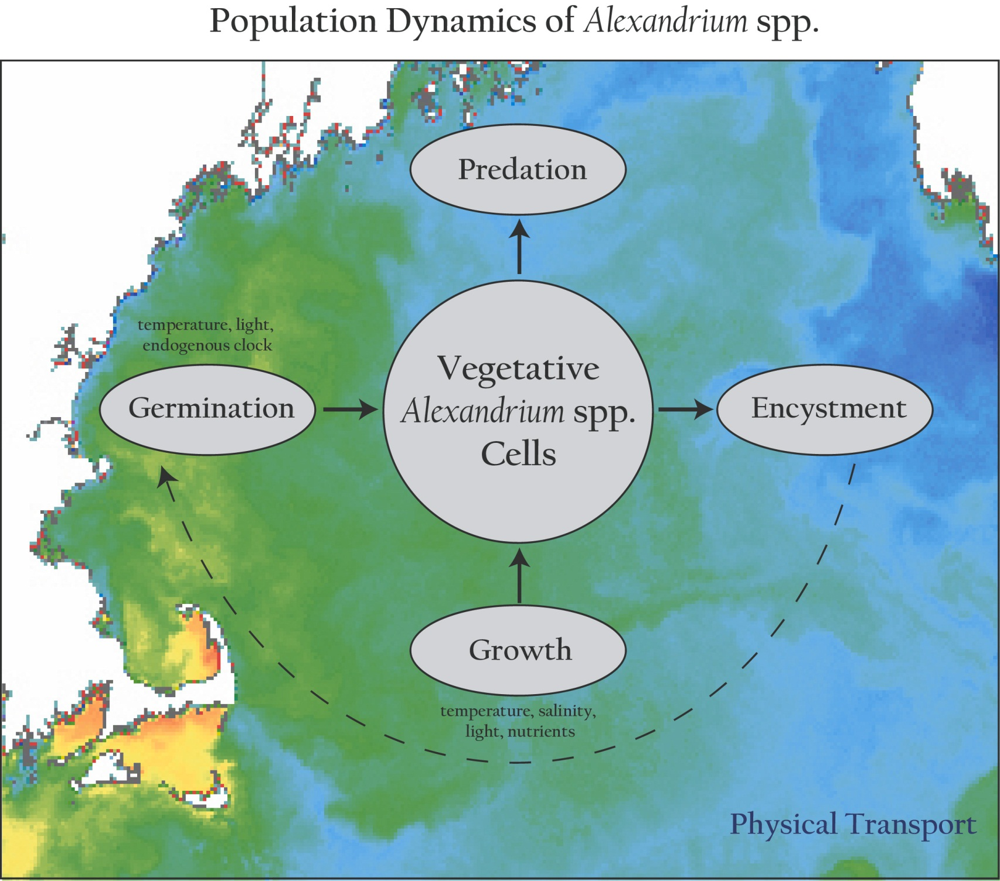 Population Dynamics of Alexandrium spp.
Predation
temperature, light,
endogenous clock
Germination
Vegetative
Alexandrium spp.
Cells
Encystment
Growth
temperature, salinity,
light, nutrients
Physical Transport